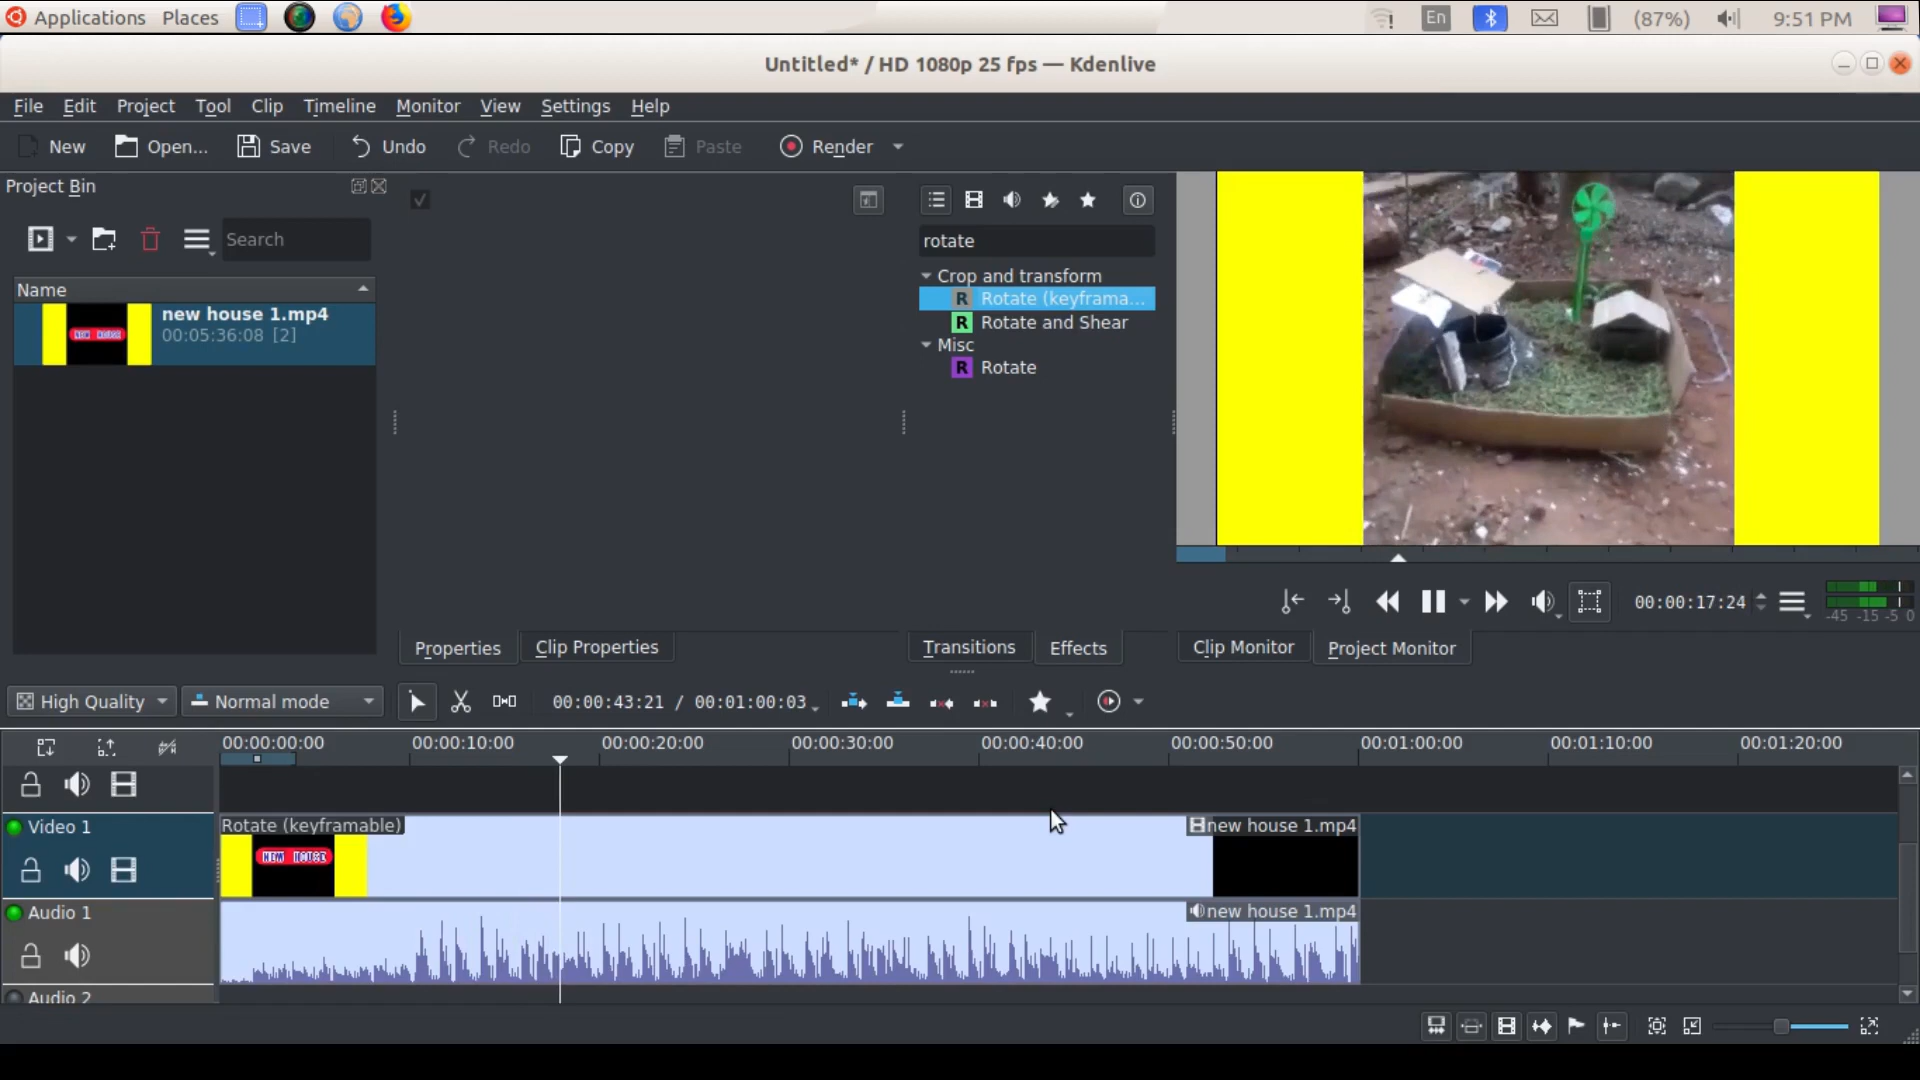 Applications Places En (87%) 9:51 PM
Untitled* / HD 1080p 25 fps — Kdenlive
File Edit Project Tool Clip Timeline Monitor View Settings Help
New Open... Save Undo Redo Copy Paste Render
Project Bin
Search
rotate
Name
new house 1.mp4
00:05:36:08 [2]
NEW HOUSE
Crop and transform
R Rotate (keyframa...
R Rotate and Shear
Misc
R Rotate
00:00:17:24
-45 -15 -5 0
Properties Clip Properties Transitions Effects Clip Monitor Project Monitor
High Quality Normal mode 00:00:43:21 / 00:01:00:03
00:00:00:00 00:00:10:00 00:00:20:00 00:00:30:00 00:00:40:00 00:00:50:00 00:01:00:00 00:01:10:00 00:01:20:00
Video 1 Rotate (keyframable) new house 1.mp4
NEW HOUSE
Audio 1 new house 1.mp4
Audio 2